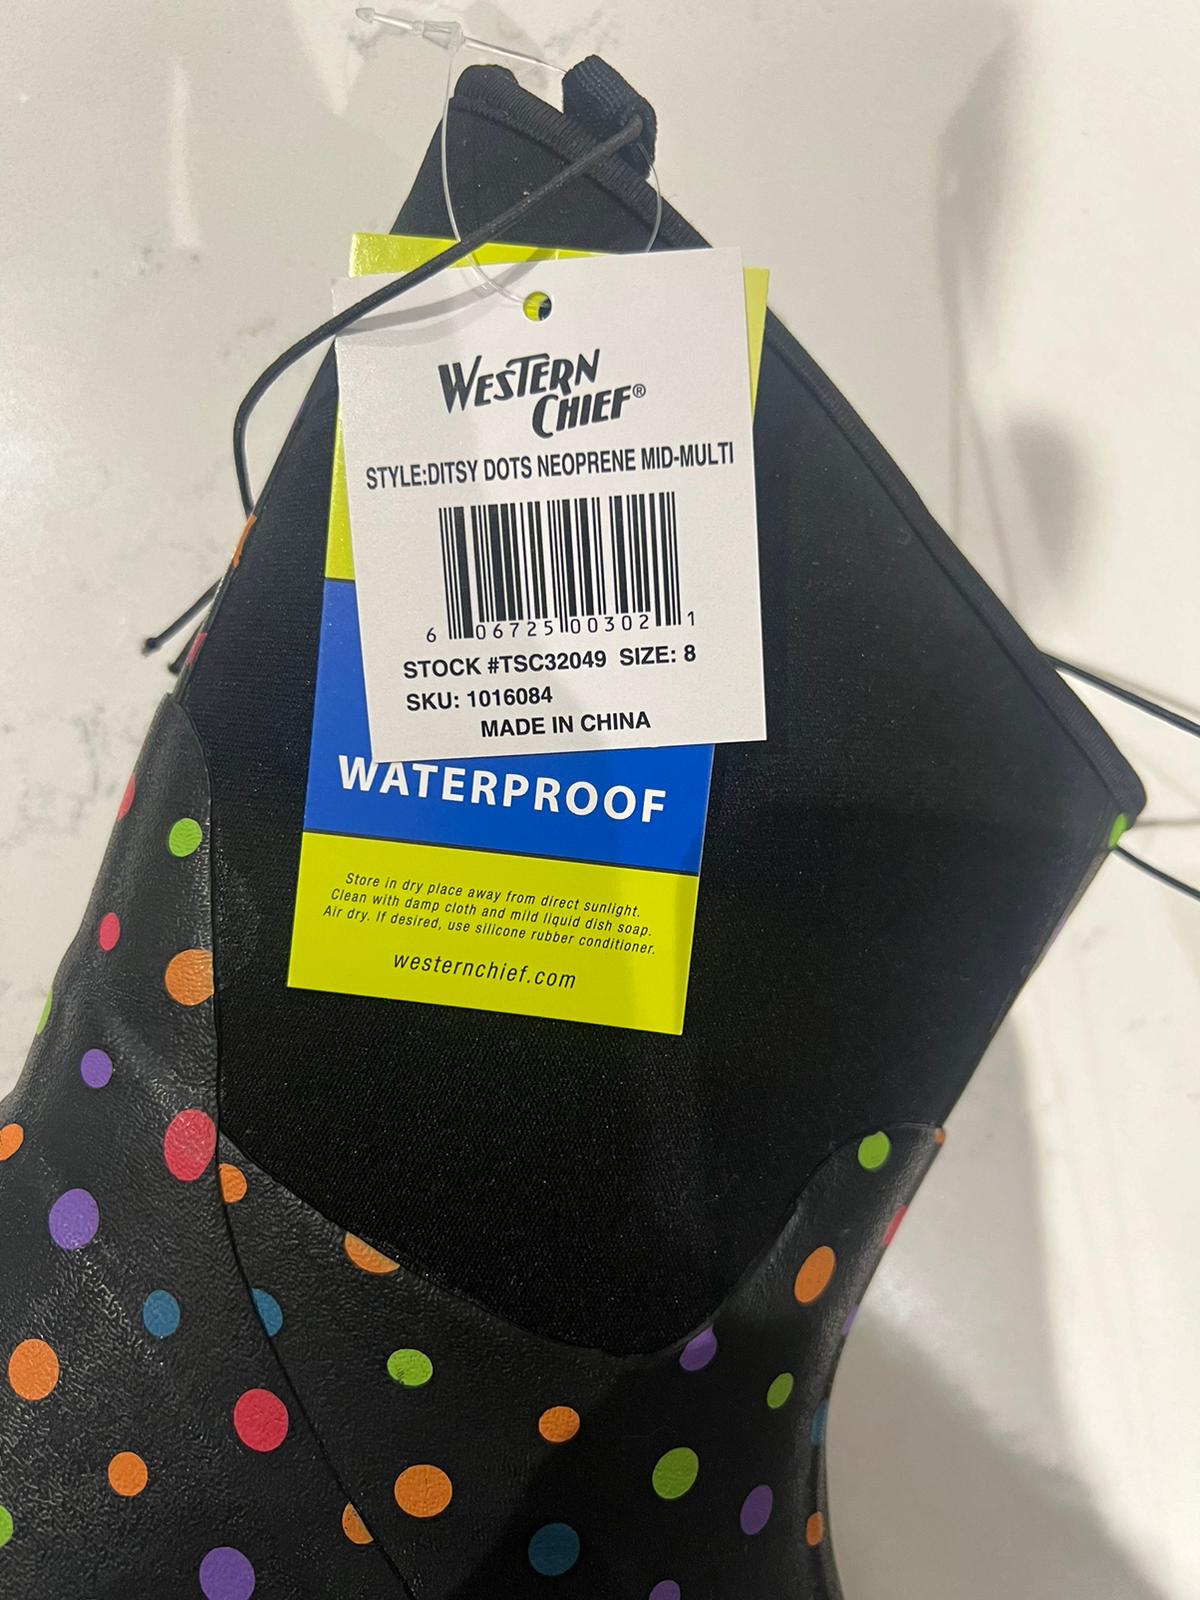 WESTERN
CHIEF®
STYLE:DITSY DOTS NEOPRENE MID-MULTI
6 06725 00302 1
STOCK #TSC32049 SIZE: 8
SKU: 1016084
MADE IN CHINA
WATERPROOF
Store in dry place away from direct sunlight.
Clean with damp cloth and mild liquid dish soap.
Air dry. If desired, use silicone rubber conditioner.
westernchief.com